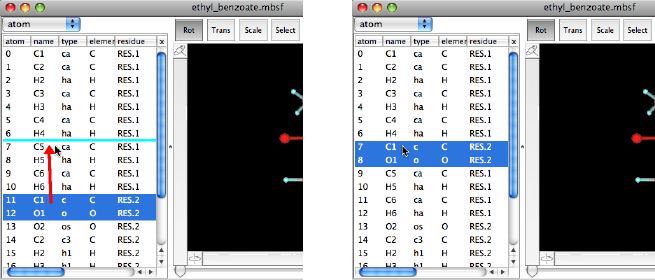 ethyl_benzoate.mbsf
atom
Rot Trans Scale Select
atom name type elemen residue x
0 C1 ca C RES.1
1 C2 ca C RES.1
2 H2 ha H RES.1
3 C3 ca C RES.1
4 H3 ha H RES.1
5 C4 ca C RES.1
6 H4 ha H RES.1
7 C5 ca C RES.1
8 H5 ha H RES.1
9 C6 ca C RES.1
10 H6 ha H RES.1
11 C1 c C RES.2
12 O1 o O RES.2
13 O2 os O RES.2
14 C2 c3 C RES.2
15 H2 h1 H RES.2
16 H3 h1 H RES.2
ethyl_benzoate.mbsf
atom
Rot Trans Scale Select
atom name type elemen residue x
0 C1 ca C RES.1
1 C2 ca C RES.1
2 H2 ha H RES.1
3 C3 ca C RES.1
4 H3 ha H RES.1
5 C4 ca C RES.1
6 H4 ha H RES.1
7 C1 c C RES.2
8 O1 o O RES.2
9 C5 ca C RES.1
10 H5 ha H RES.1
11 C6 ca C RES.1
12 H6 ha H RES.1
13 O2 os O RES.2
14 C2 c3 C RES.2
15 H2 h1 H RES.2
16 H3 h1 H RES.2